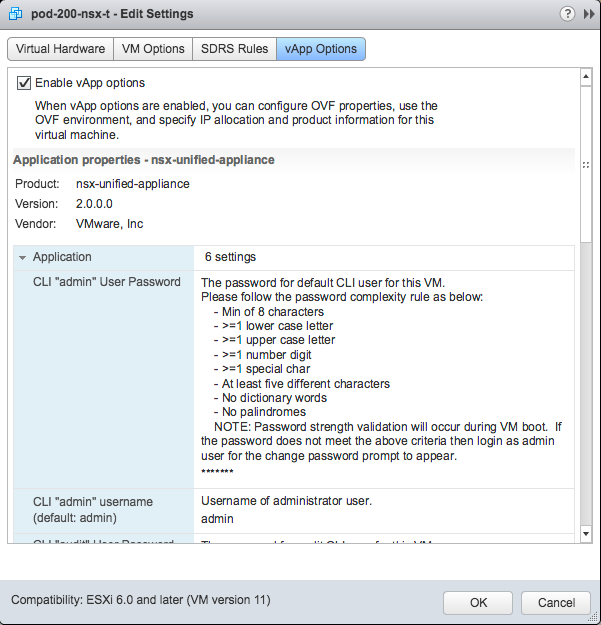 pod-200-nsx-t - Edit Settings
Virtual Hardware
VM Options
SDRS Rules
vApp Options
Enable vApp options
When vApp options are enabled, you can configure OVF properties, use the
OVF environment, and specify IP allocation and product information for this
virtual machine.
Application properties - nsx-unified-appliance
Product: nsx-unified-appliance
Version: 2.0.0.0
Vendor: VMware, Inc
Application 6 settings
CLI "admin" User Password The password for default CLI user for this VM.
Please follow the password complexity rule as below:
- Min of 8 characters
- >=1 lower case letter
- >=1 upper case letter
- >=1 number digit
- >=1 special char
- At least five different characters
- No dictionary words
- No palindromes
NOTE: Password strength validation will occur during VM boot. If
the password does not meet the above criteria then login as admin
user for the change password prompt to appear.
*******
CLI "admin" username Username of administrator user.
(default: admin) admin
CLI "audit" User Password
Compatibility: ESXi 6.0 and later (VM version 11)
OK
Cancel